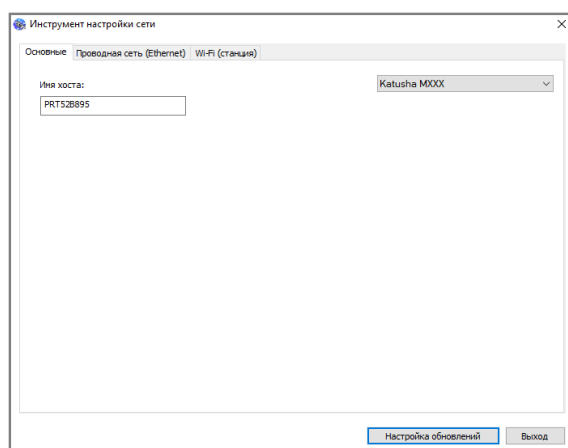 Инструмент настройки сети
Основные Проводная сеть (Ethernet) Wi-Fi (станция)
Имя хоста: Katusha MXXX
PRT52B895
Настройка обновлений Выход